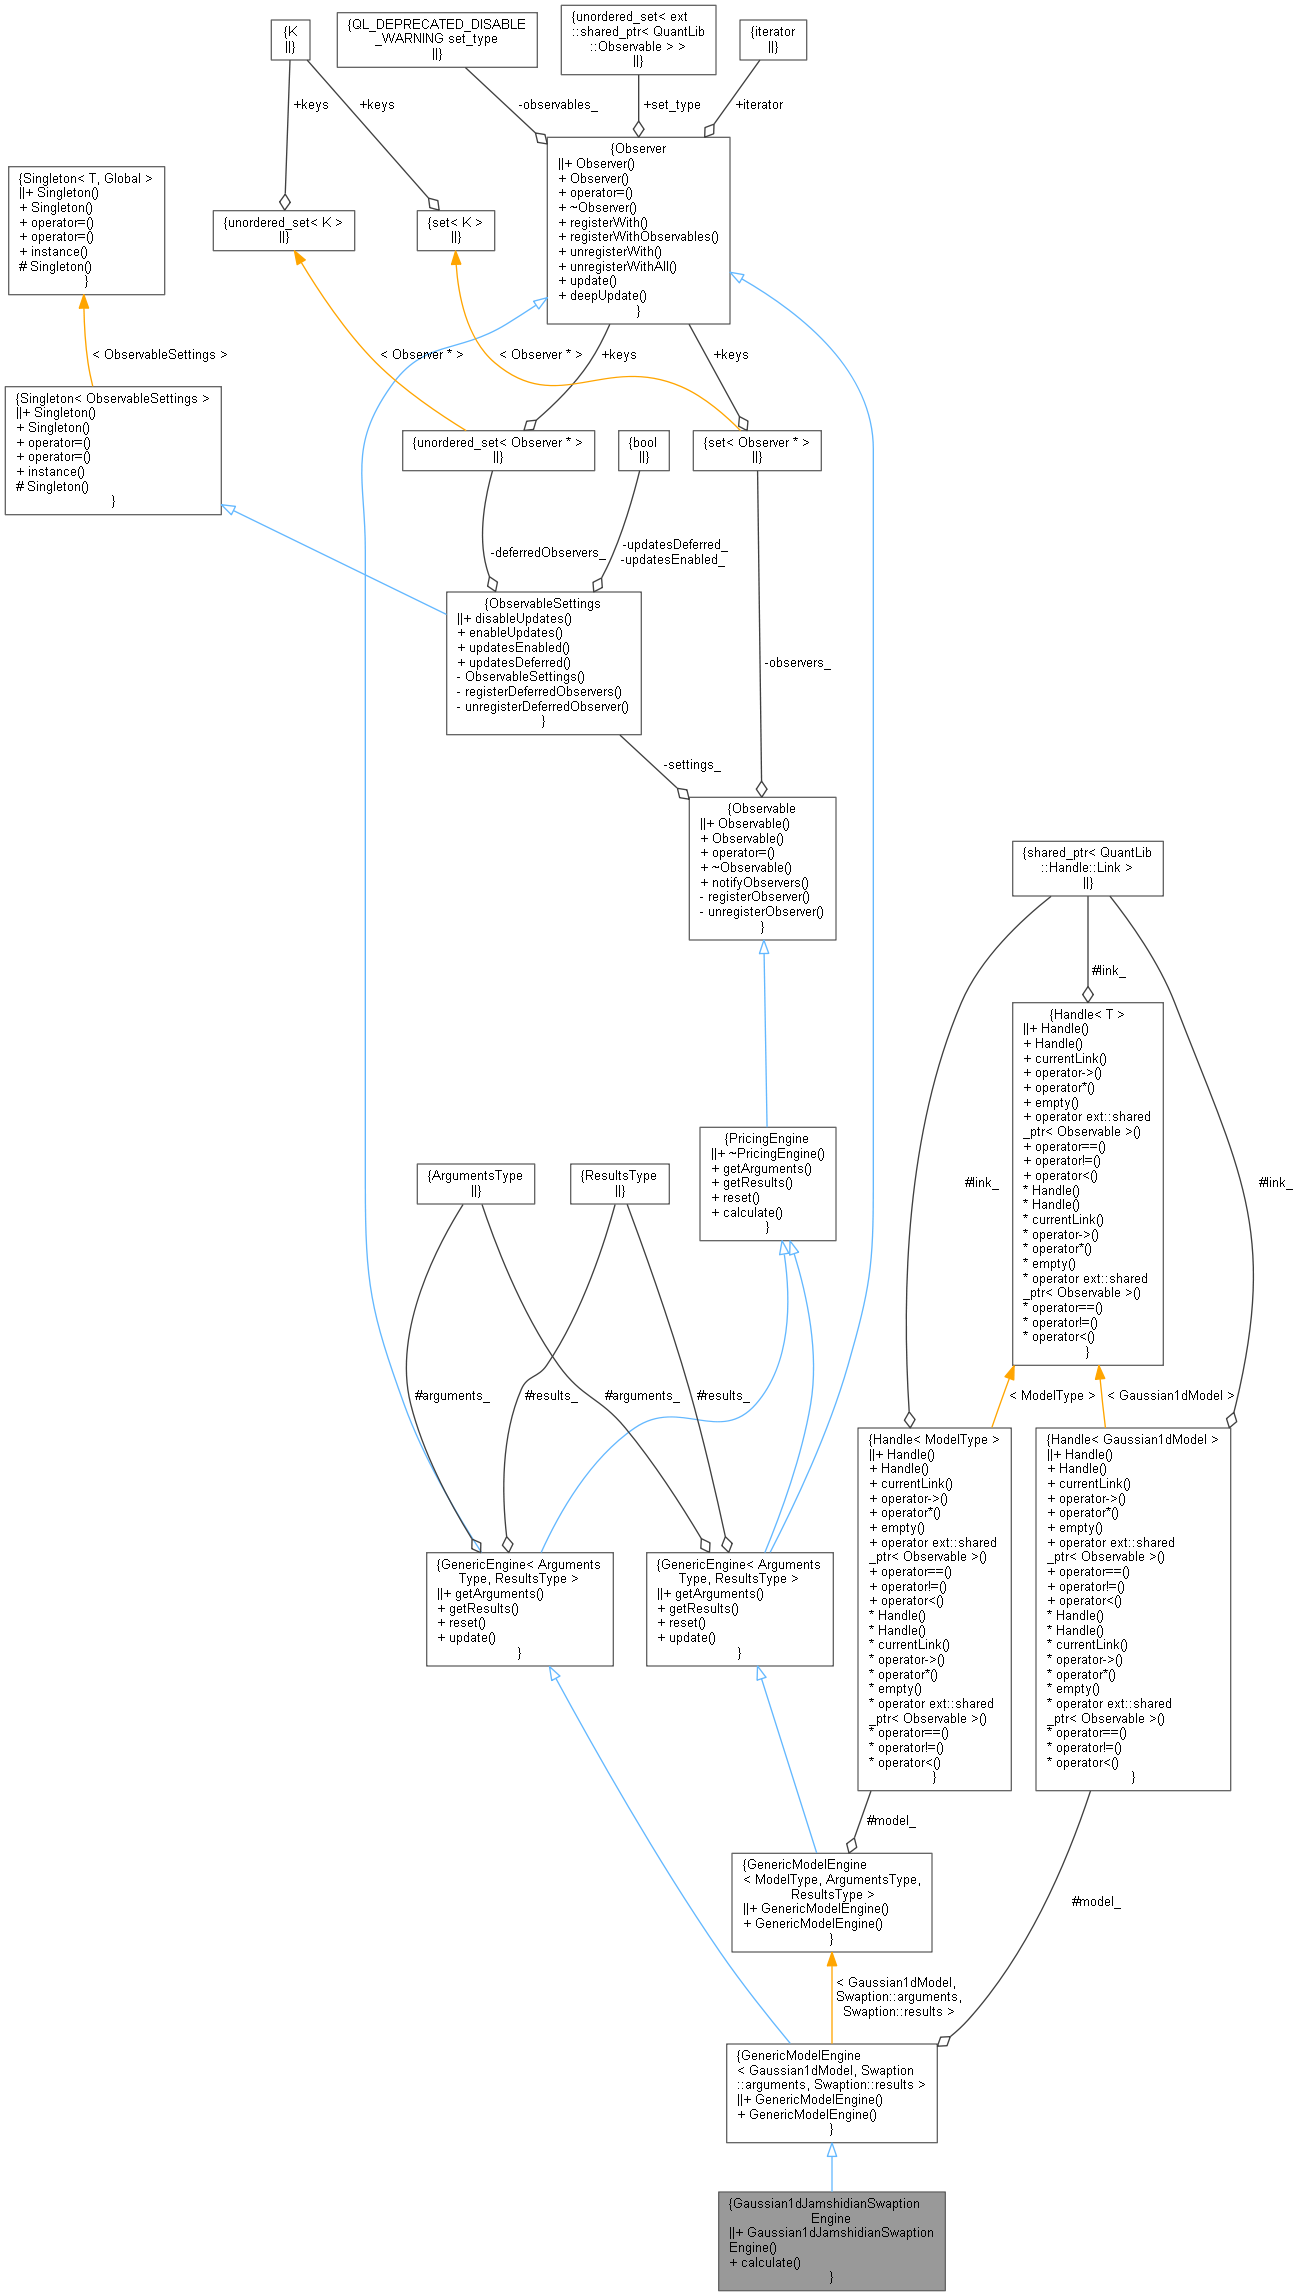 {K
||}
{QL_DEPRECATED_DISABLE
_WARNING set_type
||}
{unordered_set< ext
::shared_ptr< QuantLib
::Observable > >
||}
{iterator
||}
+keys
+keys
-observables_
+set_type
+iterator
{Singleton< T, Global >
||+ Singleton()
+ Singleton()
+ operator=()
+ operator=()
+ instance()
# Singleton()
}
{unordered_set< K >
||}
{set< K >
||}
{Observer
||+ Observer()
+ Observer()
+ operator=()
+ ~Observer()
+ registerWith()
+ registerWithObservables()
+ unregisterWith()
+ unregisterWithAll()
+ update()
+ deepUpdate()
}
< ObservableSettings >
< Observer * >
< Observer * >
+keys
+keys
{Singleton< ObservableSettings >
||+ Singleton()
+ Singleton()
+ operator=()
+ operator=()
+ instance()
# Singleton()
}
{unordered_set< Observer * >
||}
{bool
||}
{set< Observer * >
||}
-deferredObservers_
-updatesDeferred_
-updatesEnabled_
{ObservableSettings
||+ disableUpdates()
+ enableUpdates()
+ updatesEnabled()
+ updatesDeferred()
- ObservableSettings()
- registerDeferredObservers()
- unregisterDeferredObserver()
}
-observers_
-settings_
{Observable
||+ Observable()
+ Observable()
+ operator=()
+ ~Observable()
+ notifyObservers()
- registerObserver()
- unregisterObserver()
}
{shared_ptr< QuantLib
::Handle::Link >
||}
#link_
{Handle< T >
||+ Handle()
+ Handle()
+ currentLink()
+ operator->()
+ operator*()
+ empty()
+ operator ext::shared
_ptr< Observable >()
+ operator==()
+ operator!=()
+ operator<()
* Handle()
* Handle()
* currentLink()
* operator->()
* operator*()
* empty()
* operator ext::shared
_ptr< Observable >()
* operator==()
* operator!=()
* operator<()
}
{PricingEngine
||+ ~PricingEngine()
+ getArguments()
+ getResults()
+ reset()
+ calculate()
}
{ArgumentsType
||}
{ResultsType
||}
#link_
#link_
#arguments_
#results_
#arguments_
#results_
< ModelType >
< Gaussian1dModel >
{Handle< ModelType >
||+ Handle()
+ Handle()
+ currentLink()
+ operator->()
+ operator*()
+ empty()
+ operator ext::shared
_ptr< Observable >()
+ operator==()
+ operator!=()
+ operator<()
* Handle()
* Handle()
* currentLink()
* operator->()
* operator*()
* empty()
* operator ext::shared
_ptr< Observable >()
* operator==()
* operator!=()
* operator<()
}
{Handle< Gaussian1dModel >
||+ Handle()
+ Handle()
+ currentLink()
+ operator->()
+ operator*()
+ empty()
+ operator ext::shared
_ptr< Observable >()
+ operator==()
+ operator!=()
+ operator<()
* Handle()
* Handle()
* currentLink()
* operator->()
* operator*()
* empty()
* operator ext::shared
_ptr< Observable >()
* operator==()
* operator!=()
* operator<()
}
{GenericEngine< Arguments
Type, ResultsType >
||+ getArguments()
+ getResults()
+ reset()
+ update()
}
{GenericEngine< Arguments
Type, ResultsType >
||+ getArguments()
+ getResults()
+ reset()
+ update()
}
#model_
{GenericModelEngine
< ModelType, ArgumentsType,
ResultsType >
||+ GenericModelEngine()
+ GenericModelEngine()
}
#model_
< Gaussian1dModel,
Swaption::arguments,
Swaption::results >
{GenericModelEngine
< Gaussian1dModel, Swaption
::arguments, Swaption::results >
||+ GenericModelEngine()
+ GenericModelEngine()
}
{Gaussian1dJamshidianSwaption
Engine
||+ Gaussian1dJamshidianSwaption
Engine()
+ calculate()
}